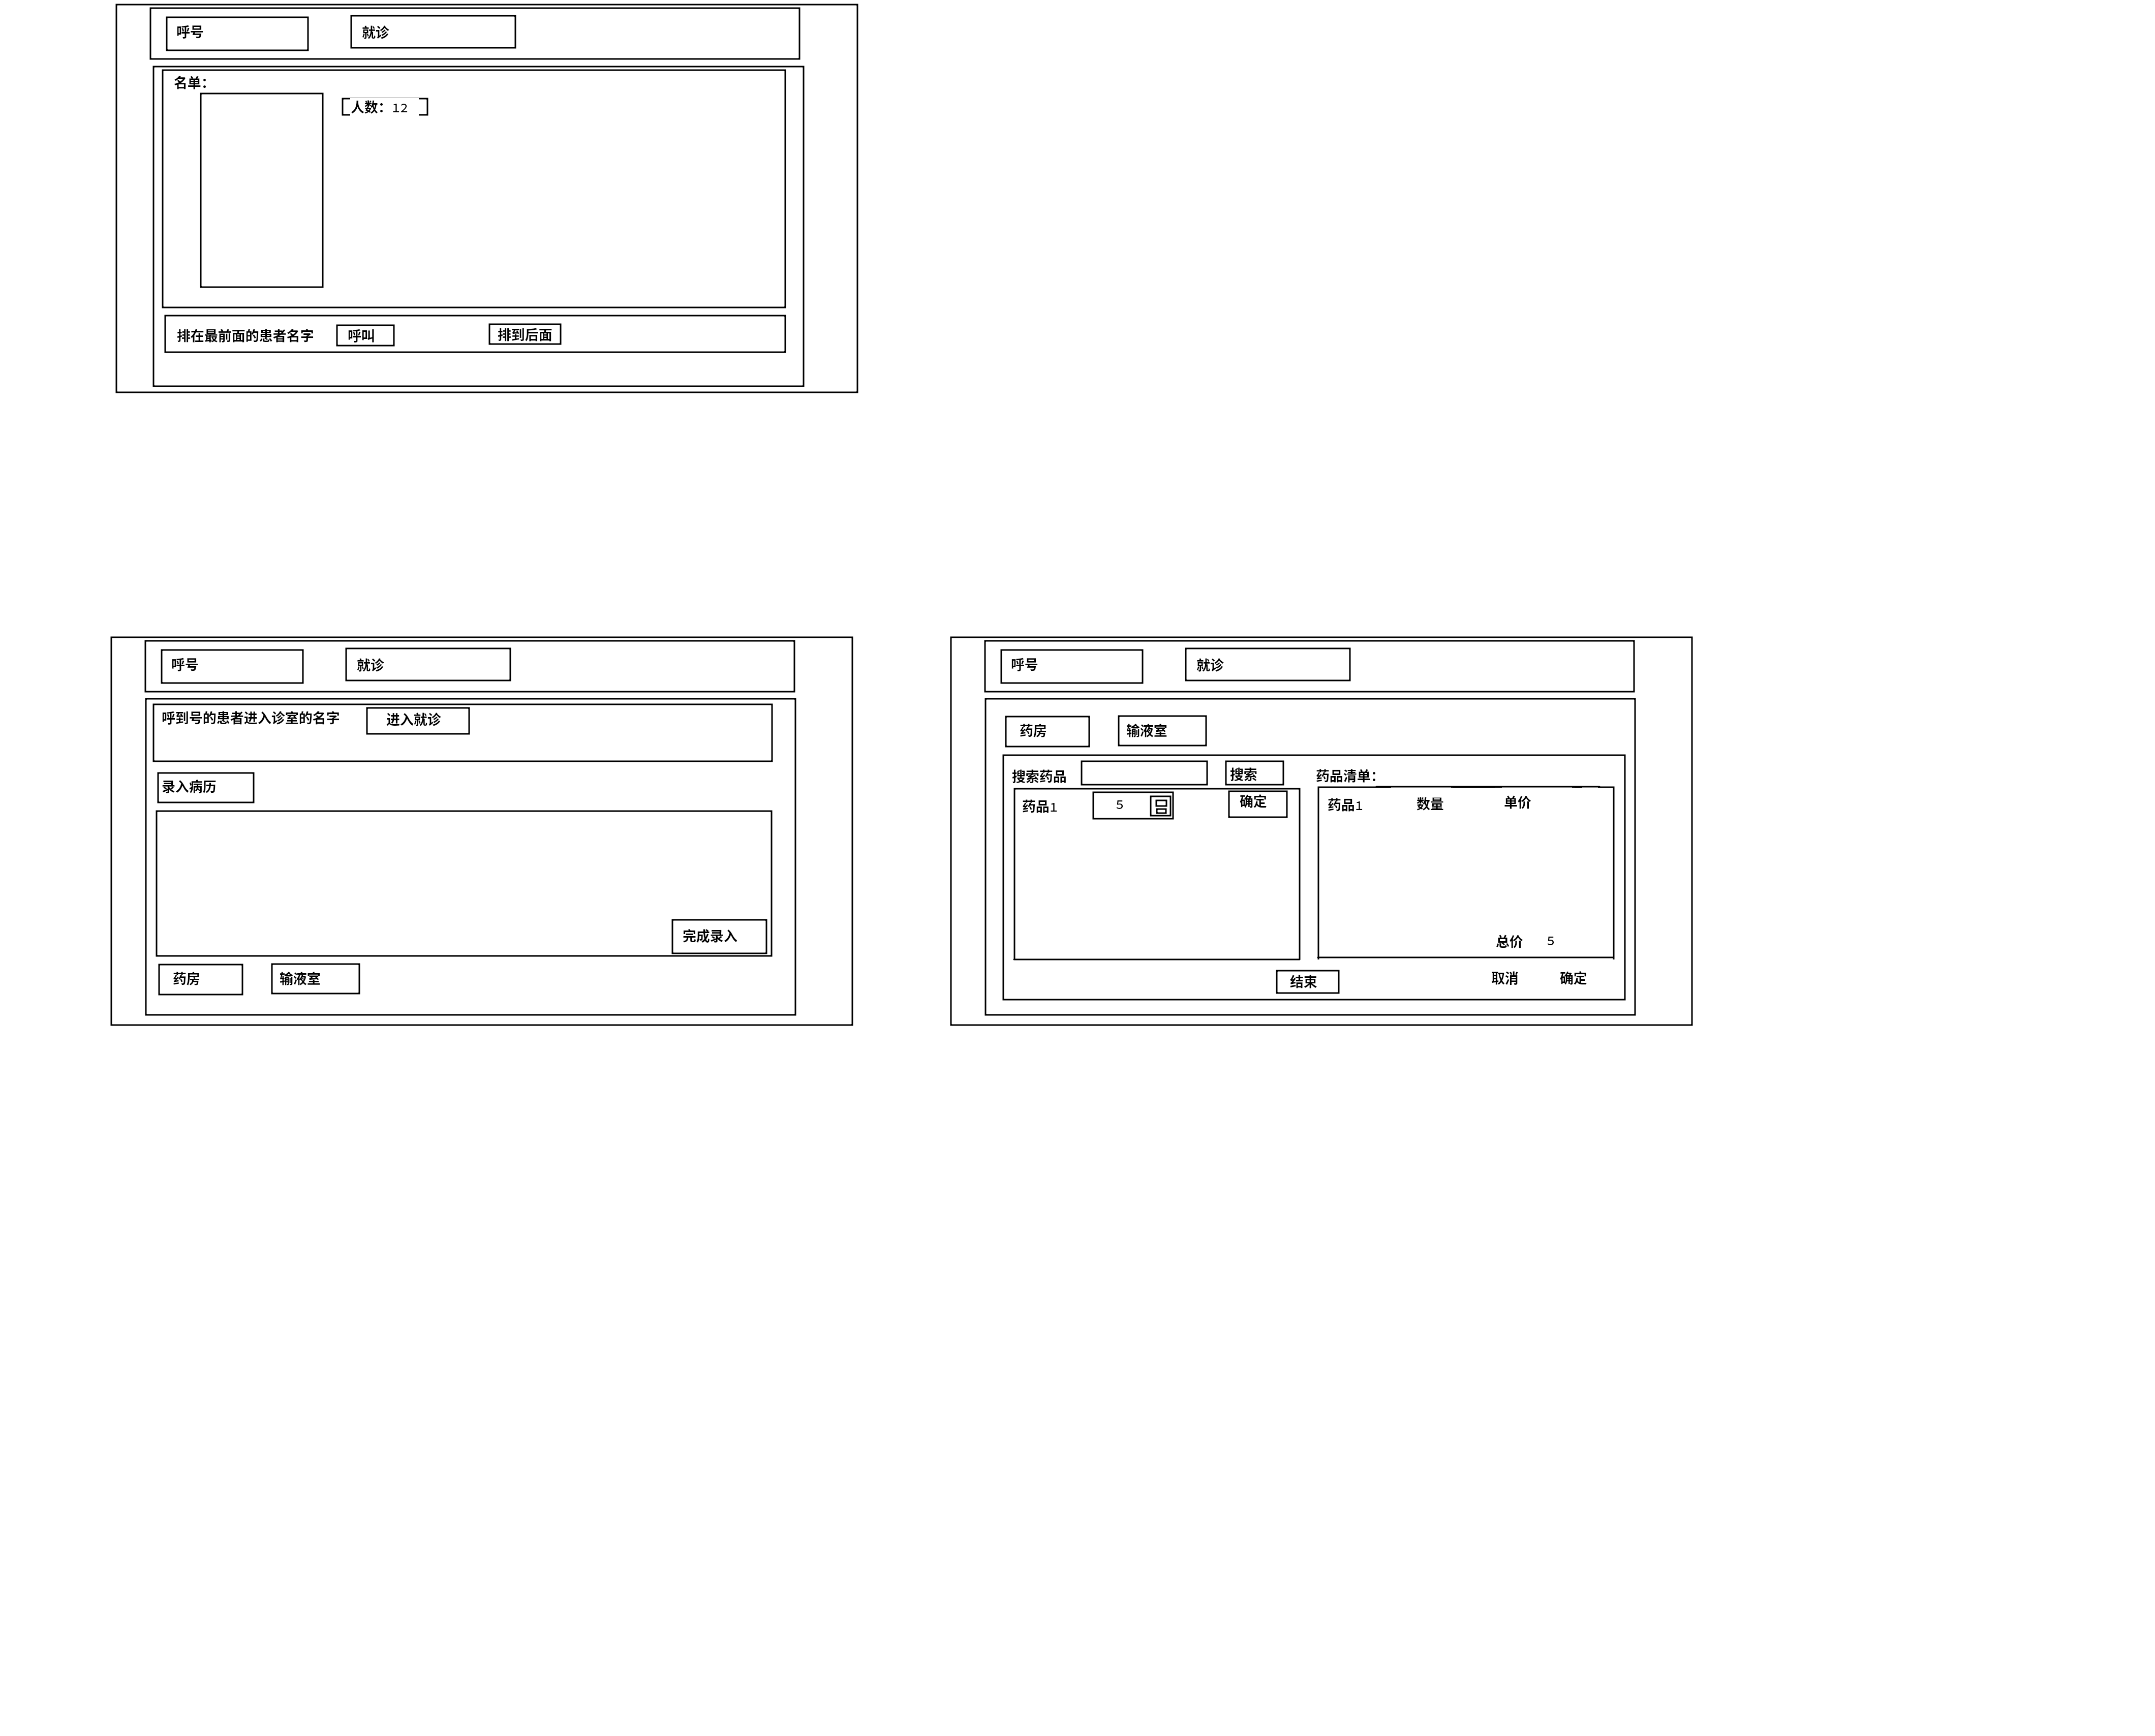 呼号 就诊
名单：
人数：12
排在最前面的患者名字 呼叫 排到后面
呼号 就诊
呼到号的患者进入诊室的名字 进入就诊
录入病历
完成录入
药房 输液室
呼号 就诊
药房 输液室
搜索药品 搜索
药品1 5 确定
结束
药品清单：
药品1 数量 单价
总价 5
取消 确定